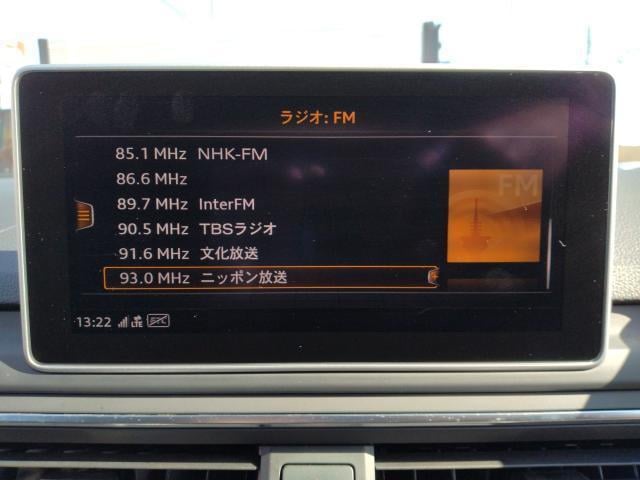 ラジオ: FM
85.1 MHz NHK-FM
86.6 MHz
89.7 MHz InterFM
90.5 MHz TBSラジオ
91.6 MHz 文化放送
93.0 MHz ニッポン放送
FM
13:22 LTE ETC